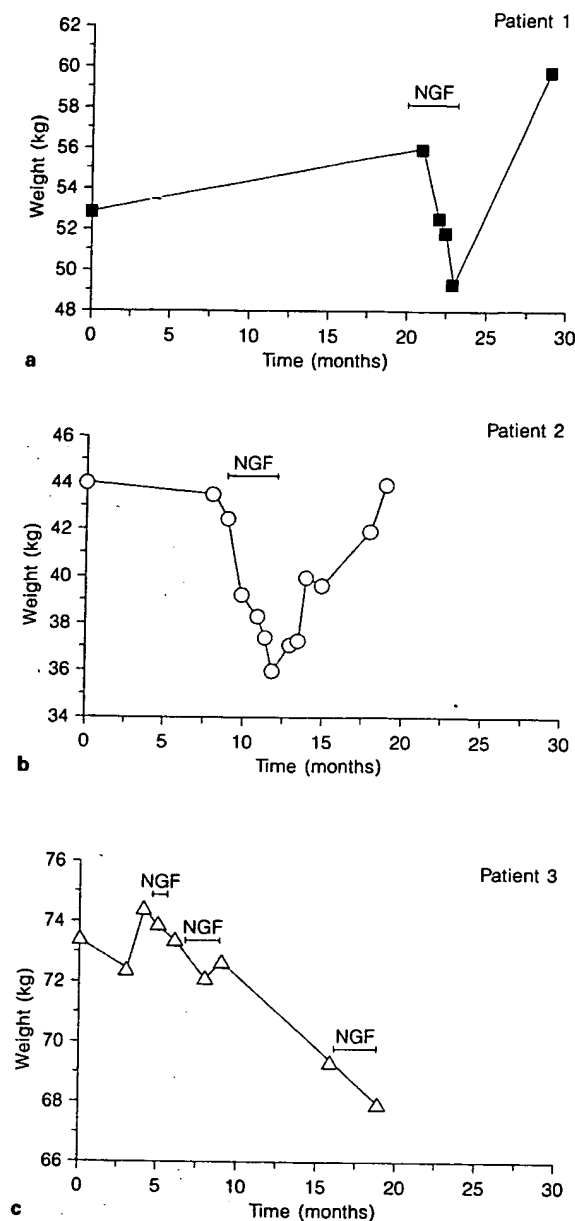 Patient 1
62
60
58
56
54
52
50
48
Weight (kg)
NGF
0 5 10 15 20 25 30
Time (months)
a
Patient 2
46
44
42
40
38
36
34
Weight (kg)
NGF
0 5 10 15 20 25 30
Time (months)
b
Patient 3
76
74
72
70
68
66
Weight (kg)
NGF
NGF
NGF
0 5 10 15 20 25 30
Time (months)
c